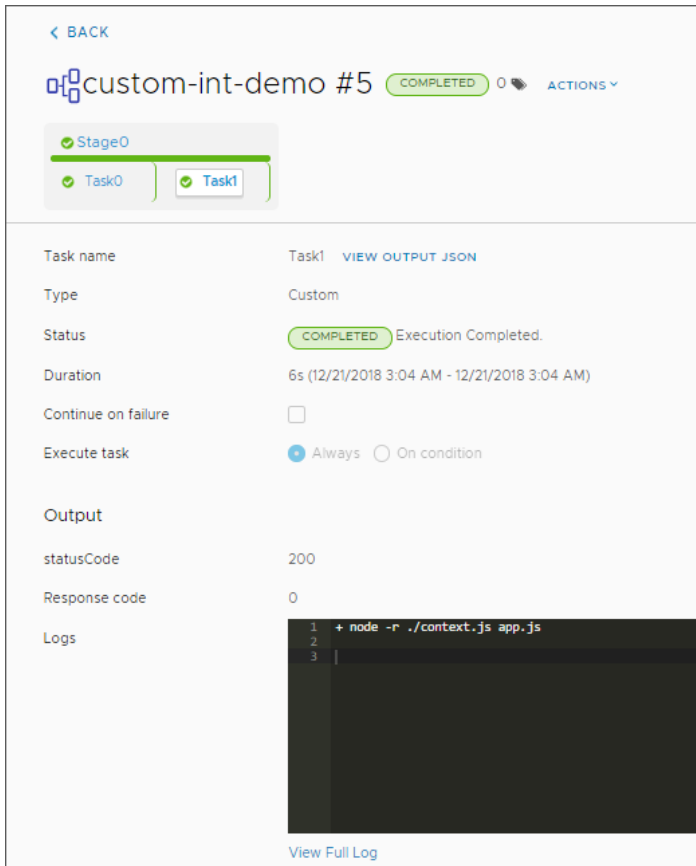 BACK
custom-int-demo #5 COMPLETED 0 ACTIONS
Stage0
Task0 Task1
Task name Task1 VIEW OUTPUT JSON
Type Custom
Status COMPLETED Execution Completed.
Duration 6s (12/21/2018 3:04 AM - 12/21/2018 3:04 AM)
Continue on failure
Execute task Always On condition
Output
statusCode 200
Response code 0
Logs
1 + node -r ./context.js app.js
2
3
View Full Log